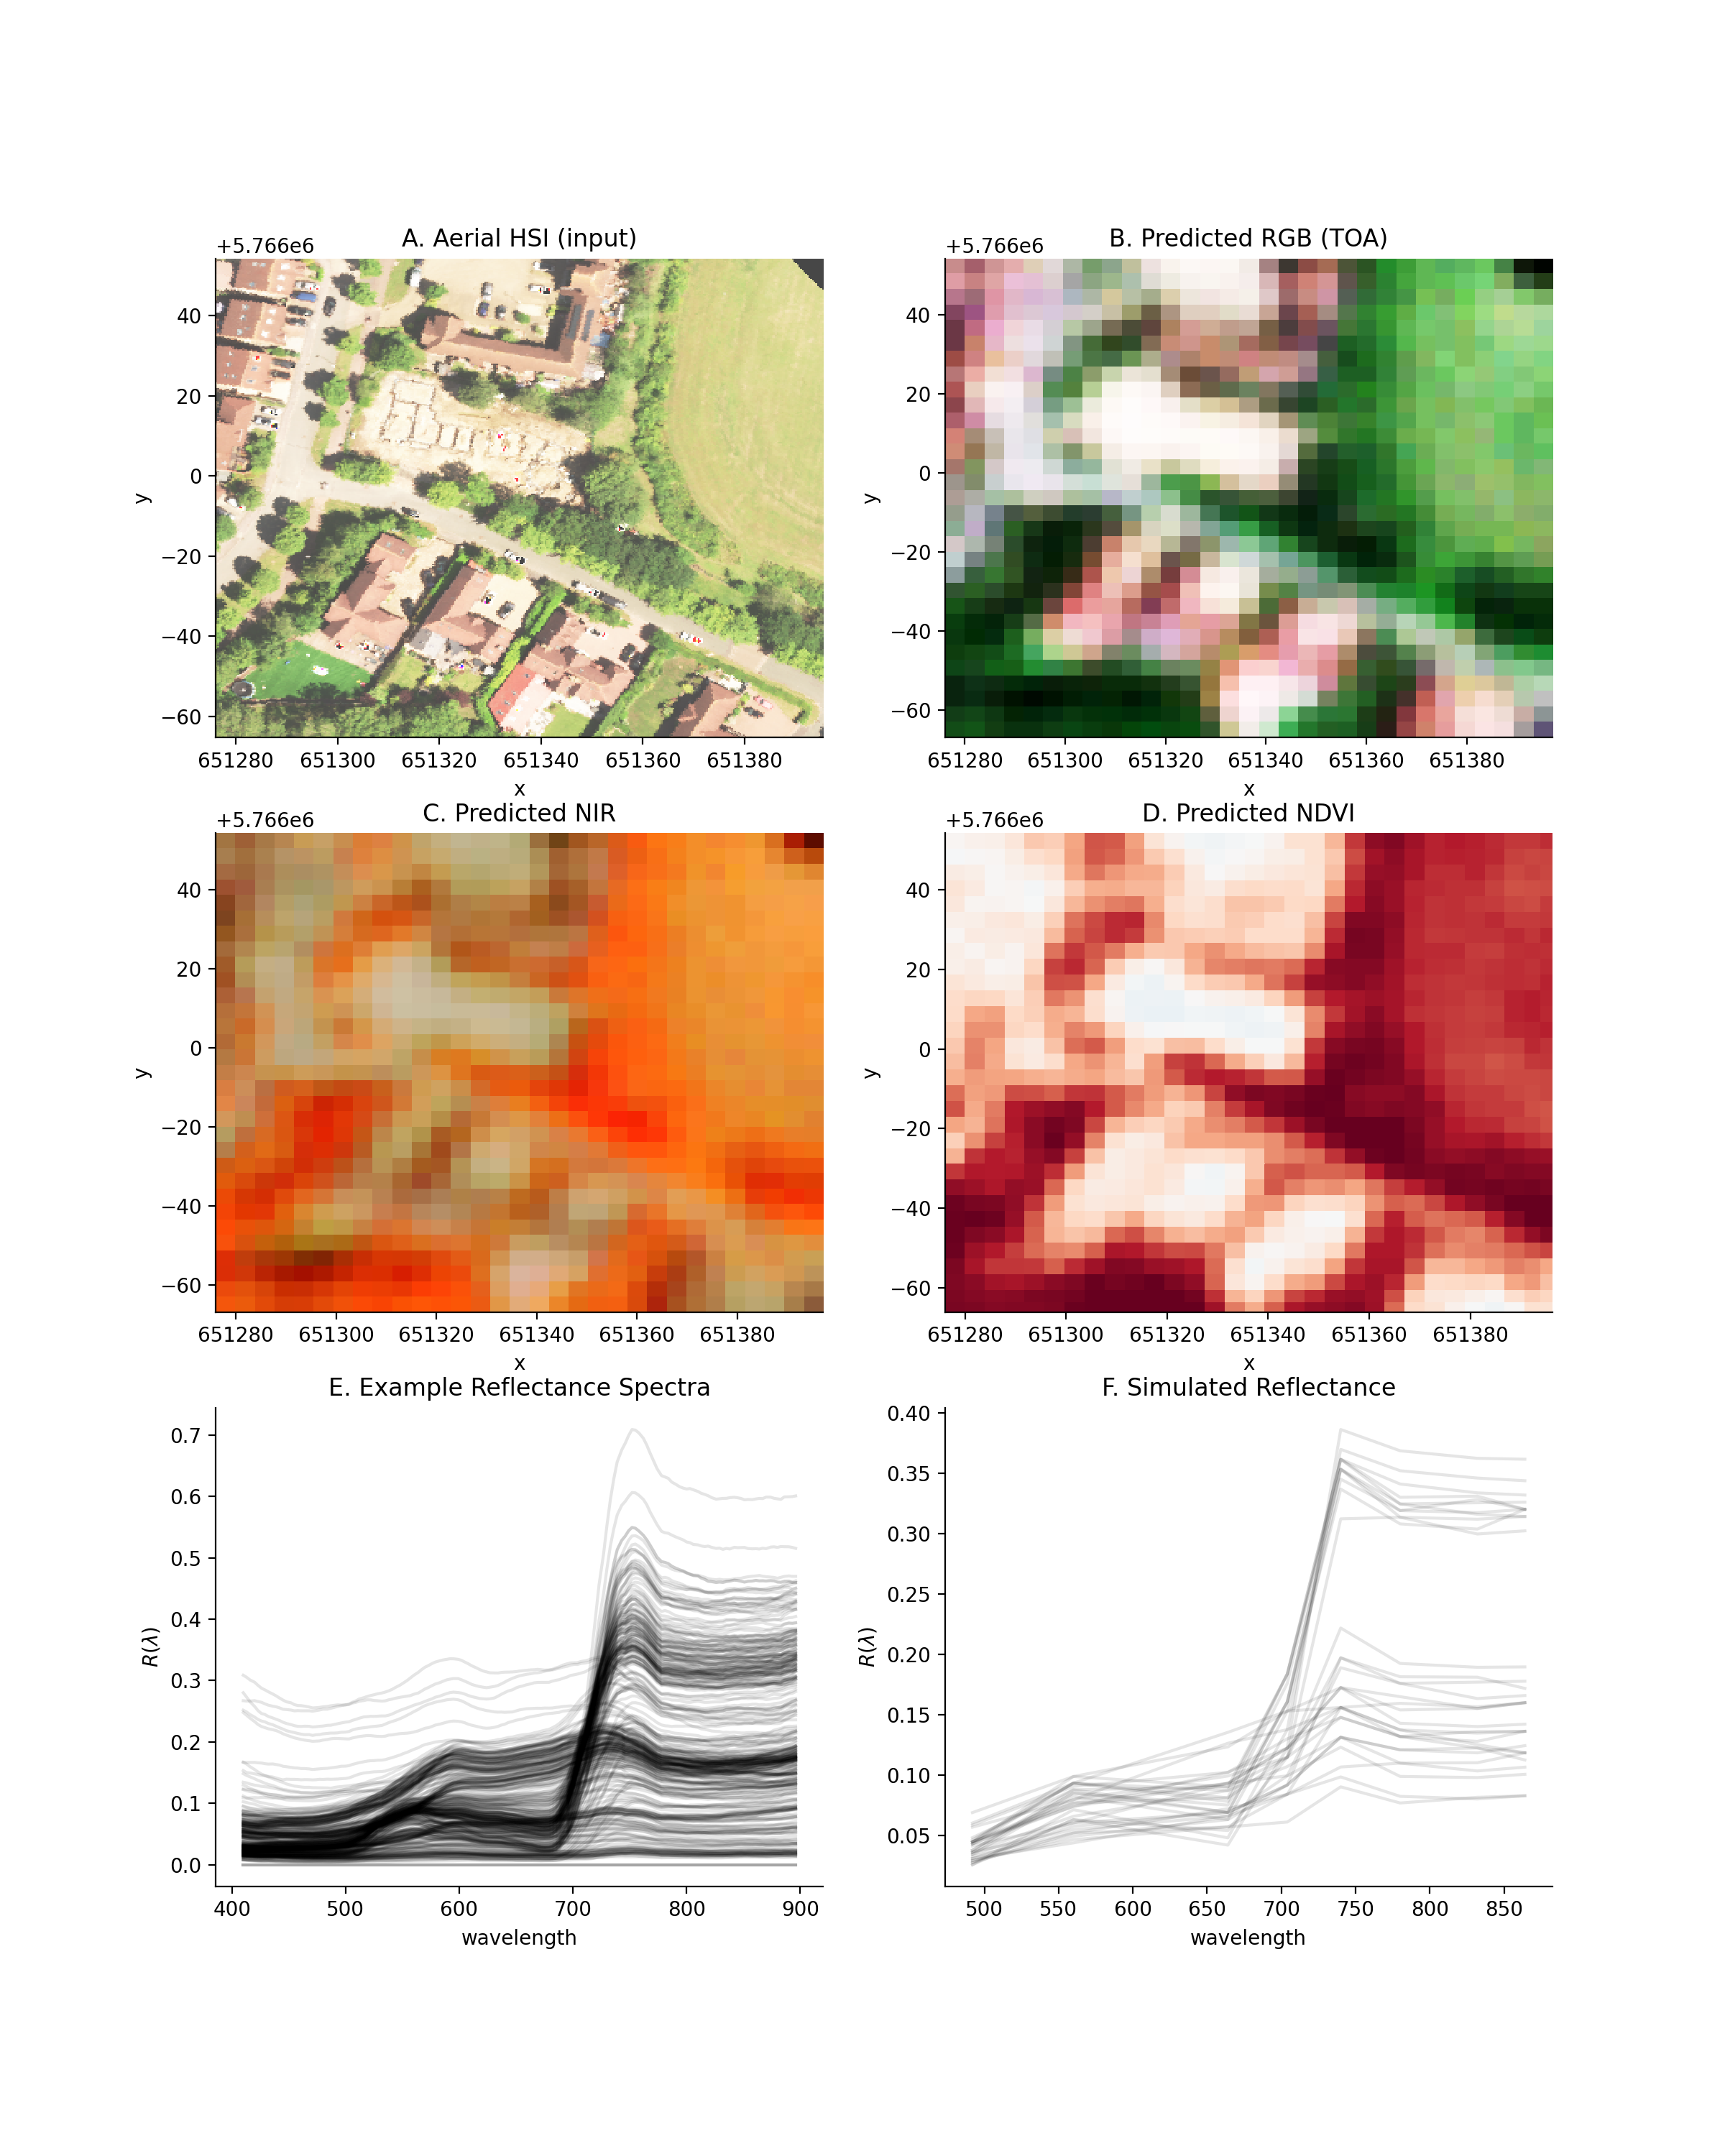 A. Aerial HSI (input)
+5.766e6
40
20
0
−20
−40
−60
y
651280 651300 651320 651340 651360 651380
x
B. Predicted RGB (TOA)
+5.766e6
40
20
0
−20
−40
−60
y
651280 651300 651320 651340 651360 651380
x
C. Predicted NIR
+5.766e6
40
20
0
−20
−40
−60
y
651280 651300 651320 651340 651360 651380
x
D. Predicted NDVI
+5.766e6
40
20
0
−20
−40
−60
y
651280 651300 651320 651340 651360 651380
x
E. Example Reflectance Spectra
0.7
0.6
0.5
0.4
0.3
0.2
0.1
0.0
R(λ)
400 500 600 700 800 900
wavelength
F. Simulated Reflectance
0.40
0.35
0.30
0.25
0.20
0.15
0.10
0.05
R(λ)
500 550 600 650 700 750 800 850
wavelength